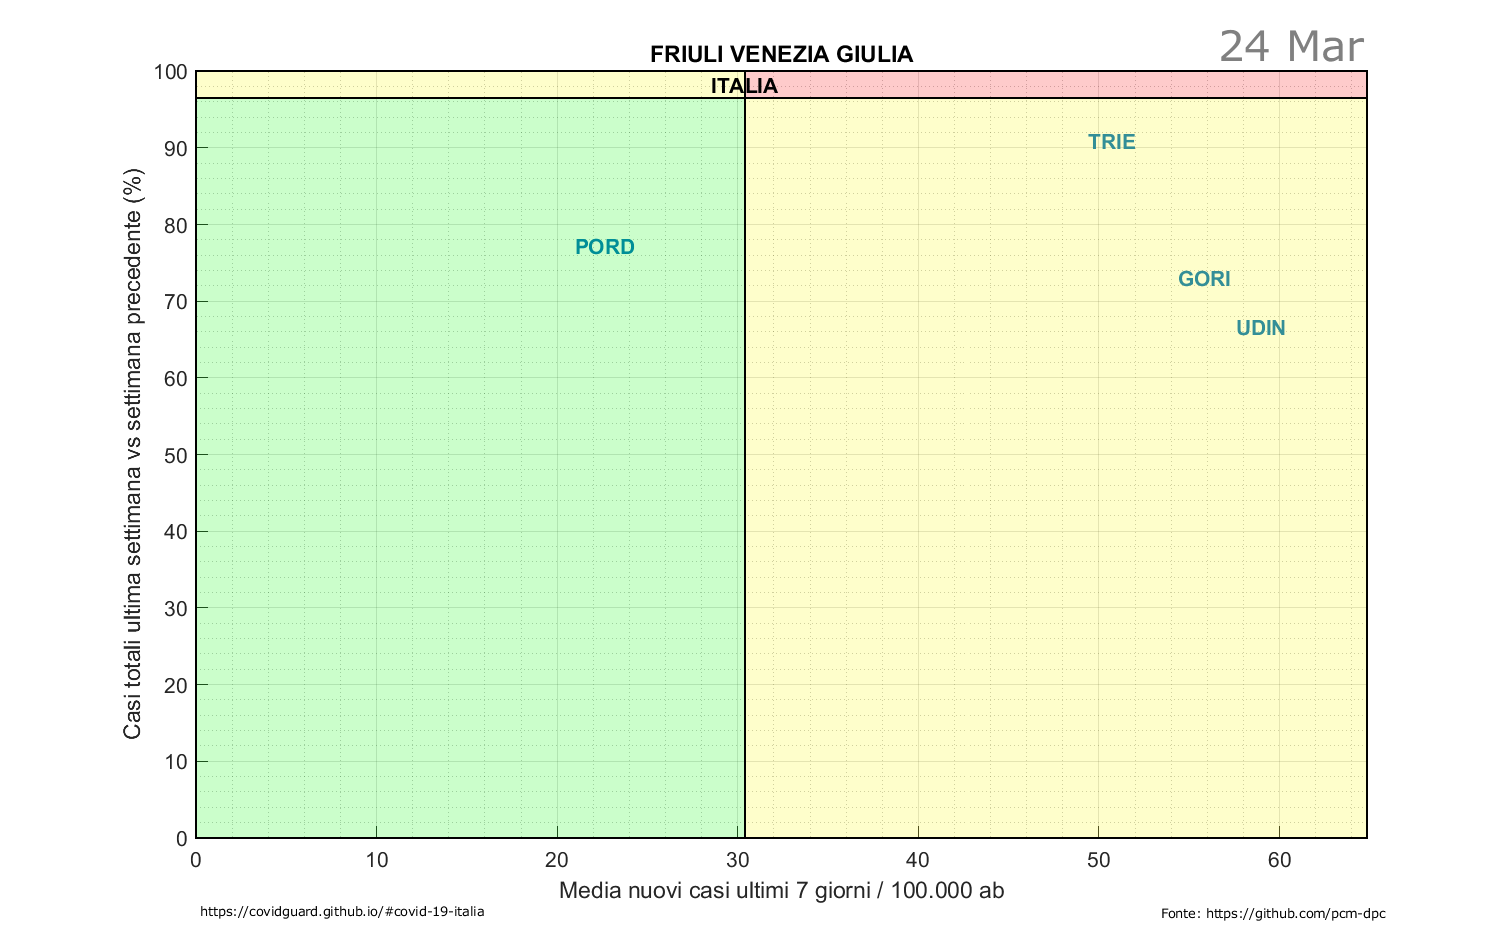 24 Mar
FRIULI VENEZIA GIULIA
ITALIA
100
90
80
70
60
50
40
30
20
10
0
Casi totali ultima settimana vs settimana precedente (%)
TRIE
PORD
GORI
UDIN
0 10 20 30 40 50 60
Media nuovi casi ultimi 7 giorni / 100.000 ab
https://covidguard.github.io/#covid-19-italia
Fonte: https://github.com/pcm-dpc